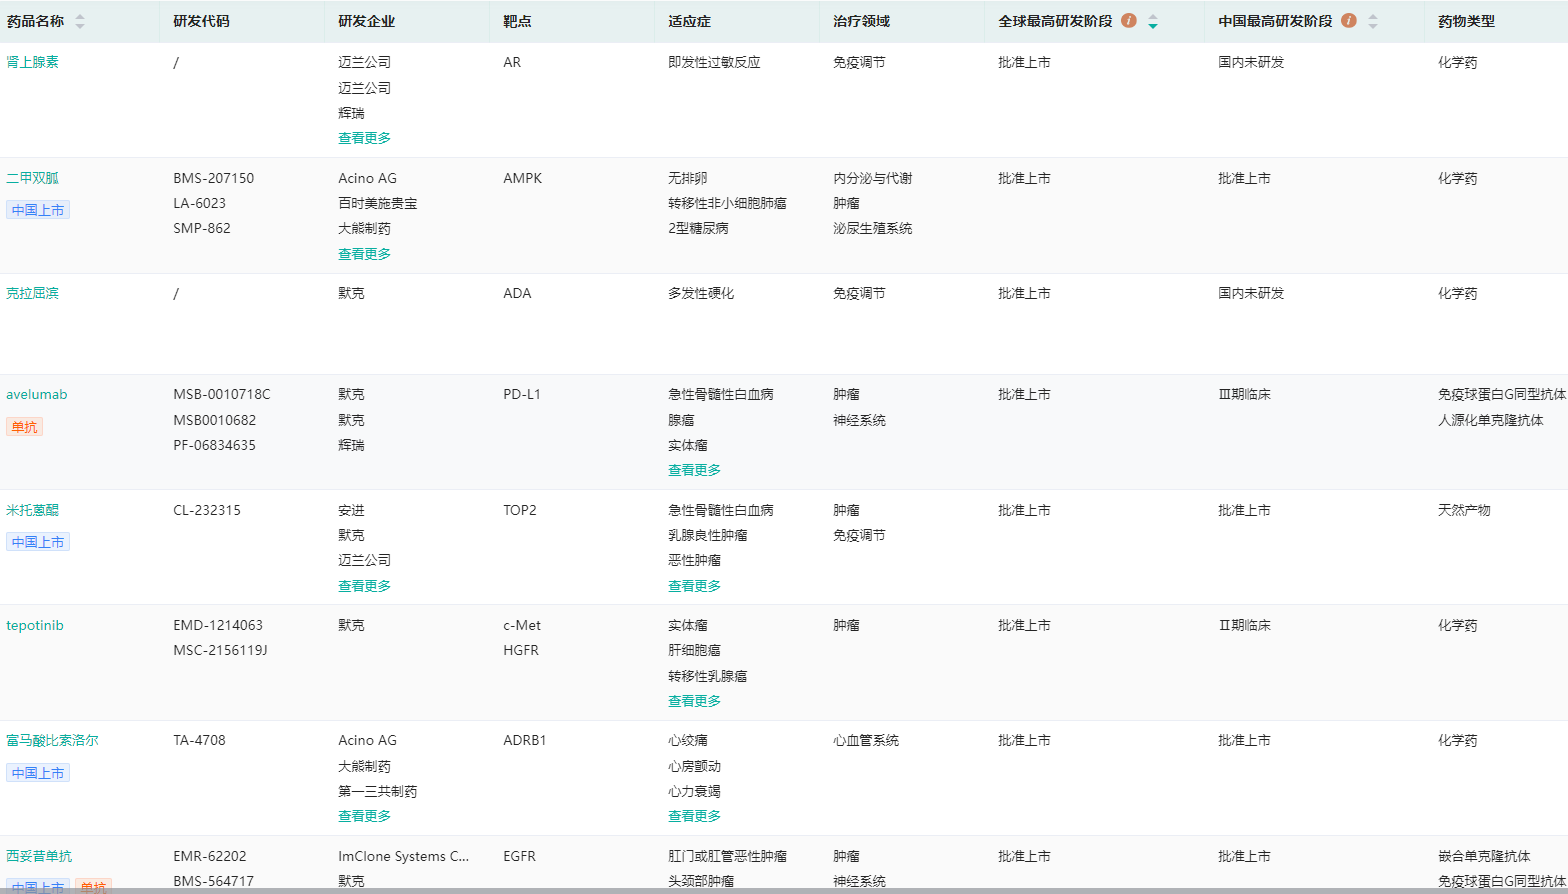 药品名称 研发代码 研发企业 靶点 适应症 治疗领域 全球最高研发阶段 中国最高研发阶段 药物类型
肾上腺素 / 迈兰公司 AR 即发性过敏反应 免疫调节 批准上市 国内未研发 化学药
迈兰公司
辉瑞
查看更多
二甲双胍 BMS-207150 Acino AG AMPK 无排卵 内分泌与代谢 批准上市 批准上市 化学药
中国上市 LA-6023 百时美施贵宝 转移性非小细胞肺癌 肿瘤
SMP-862 大熊制药 2型糖尿病 泌尿生殖系统
查看更多
克拉屈滨 / 默克 ADA 多发性硬化 免疫调节 批准上市 国内未研发 化学药
avelumab MSB-0010718C 默克 PD-L1 急性骨髓性白血病 肿瘤 批准上市 Ⅲ期临床 免疫球蛋白G同型抗体
单抗 MSB0010682 默克 腺癌 神经系统 人源化单克隆抗体
PF-06834635 辉瑞 实体瘤
查看更多
米托蒽醌 CL-232315 安进 TOP2 急性骨髓性白血病 肿瘤 批准上市 批准上市 天然产物
中国上市 默克 乳腺良性肿瘤 免疫调节
迈兰公司 恶性肿瘤
查看更多 查看更多
tepotinib EMD-1214063 默克 c-Met 实体瘤 肿瘤 批准上市 Ⅱ期临床 化学药
MSC-2156119J HGFR 肝细胞癌
转移性乳腺癌
查看更多
富马酸比索洛尔 TA-4708 Acino AG ADRB1 心绞痛 心血管系统 批准上市 批准上市 化学药
中国上市 大熊制药 心房颤动
第一三共制药 心力衰竭
查看更多 查看更多
西妥昔单抗 EMR-62202 ImClone Systems C... EGFR 肛门或肛管恶性肿瘤 肿瘤 批准上市 批准上市 嵌合单克隆抗体
中国上市 单抗 BMS-564717 默克 头颈部肿瘤 神经系统 免疫球蛋白G同型抗体